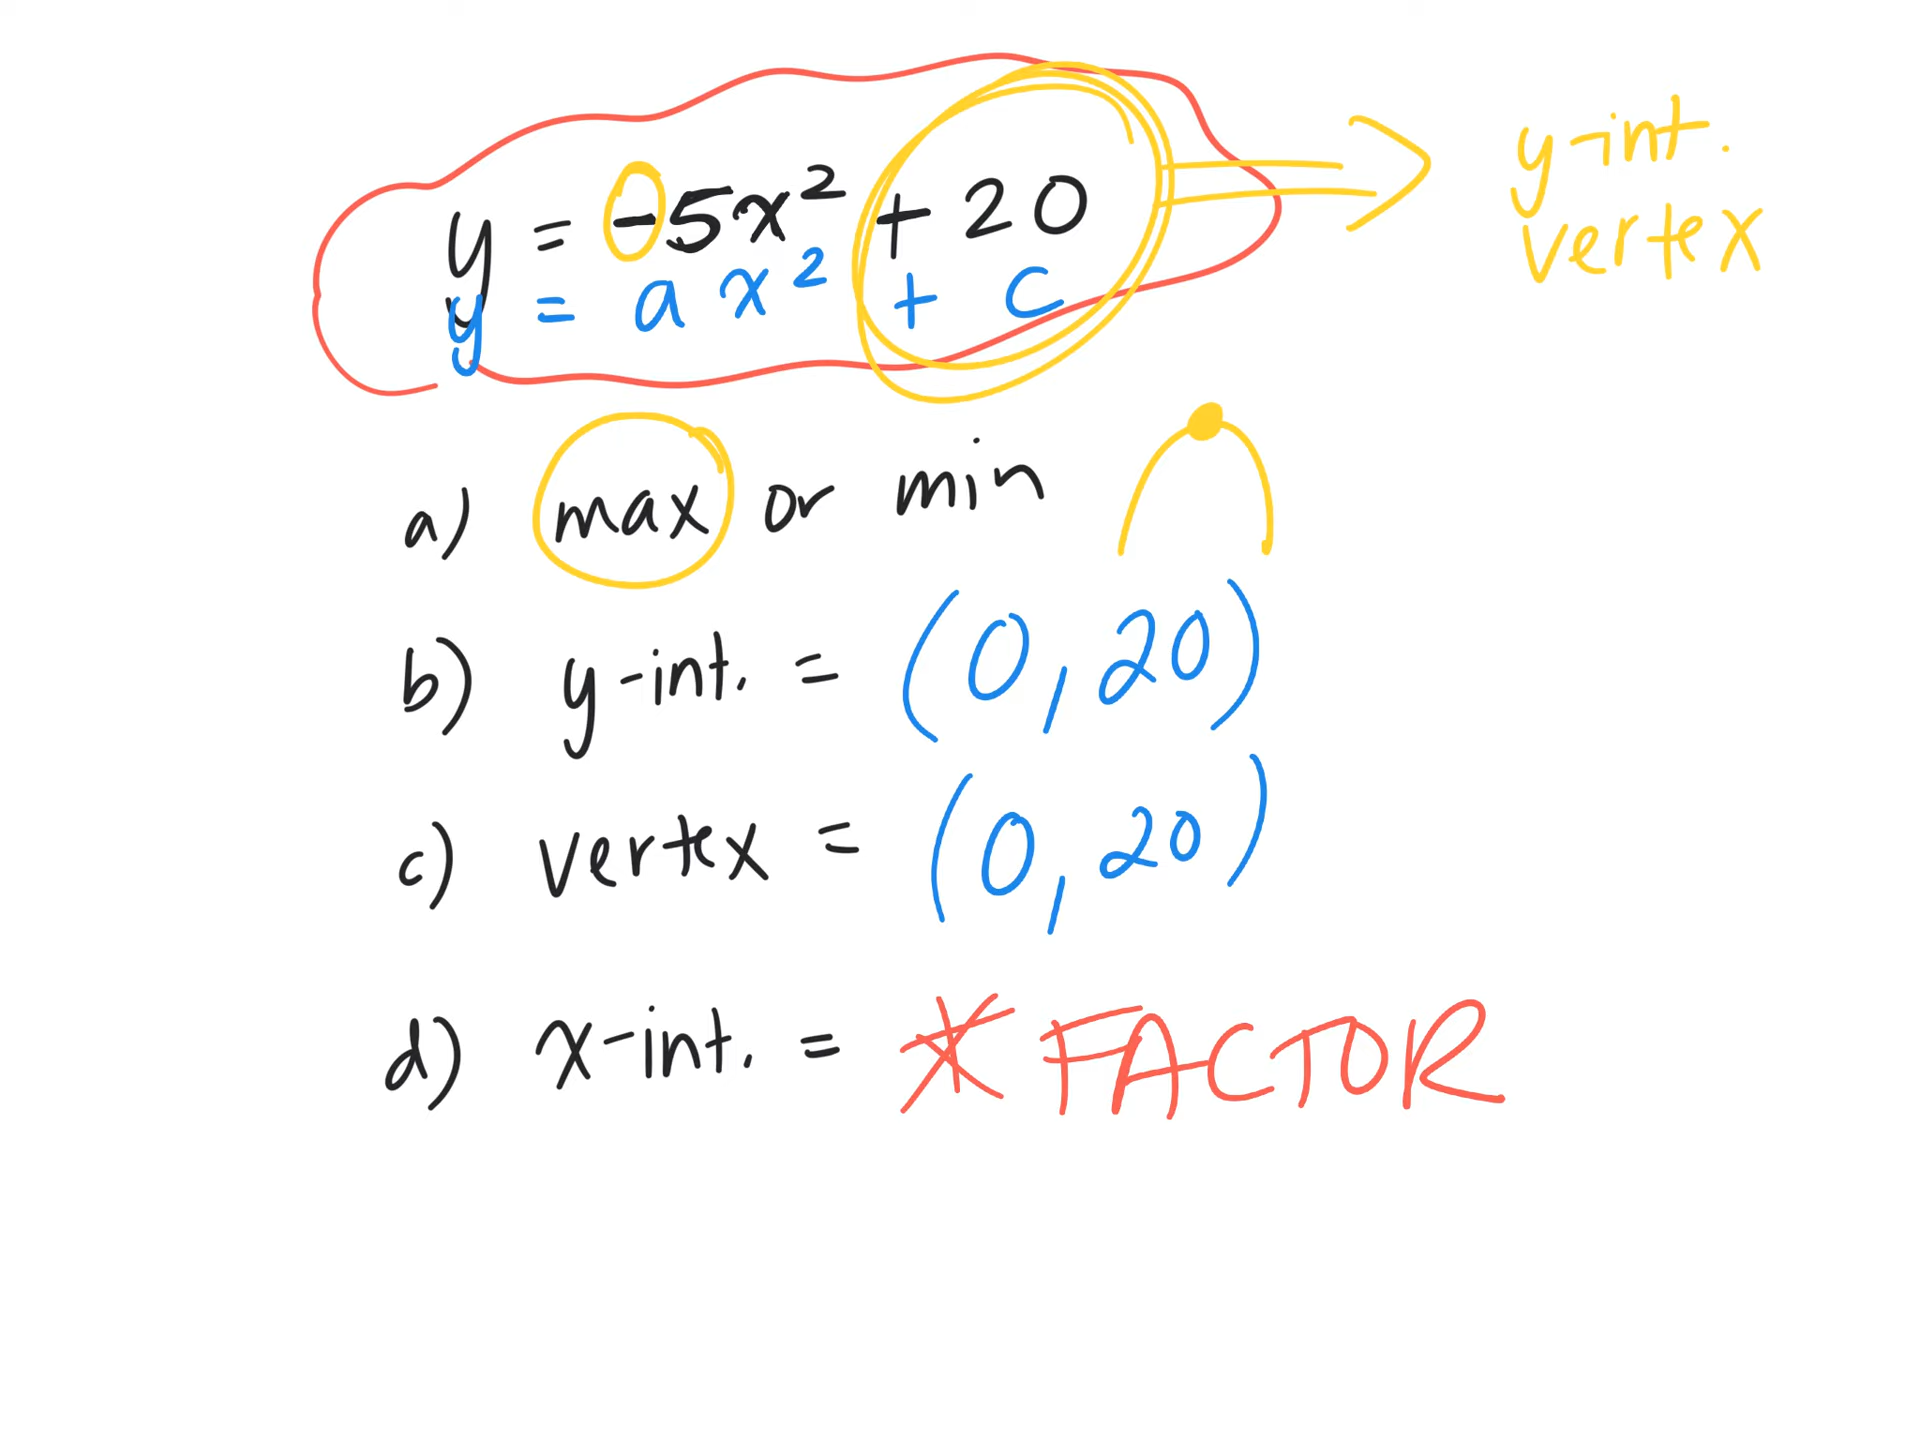 y = -5x² + 20
y = ax² + c
y-int.
vertex
a) max or min
b) y-int. = (0, 20)
c) vertex = (0, 20)
d) x-int. = * FACTOR